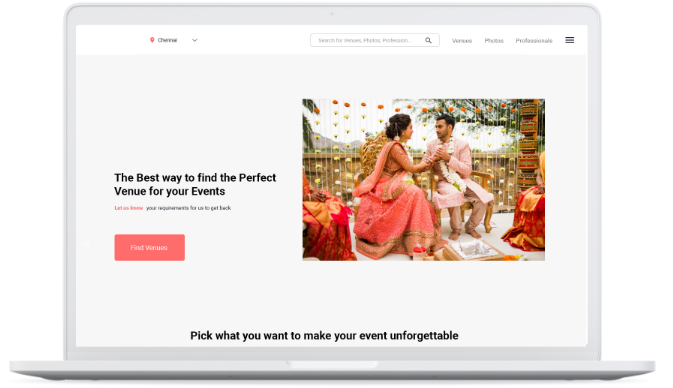 Chennai
Search for Venues, Photos, Profession...
Venues
Photos
Professionals
The Best way to find the Perfect
Venue for your Events
Let us know your requirements for us to get back
Find Venues
Pick what you want to make your event unforgettable